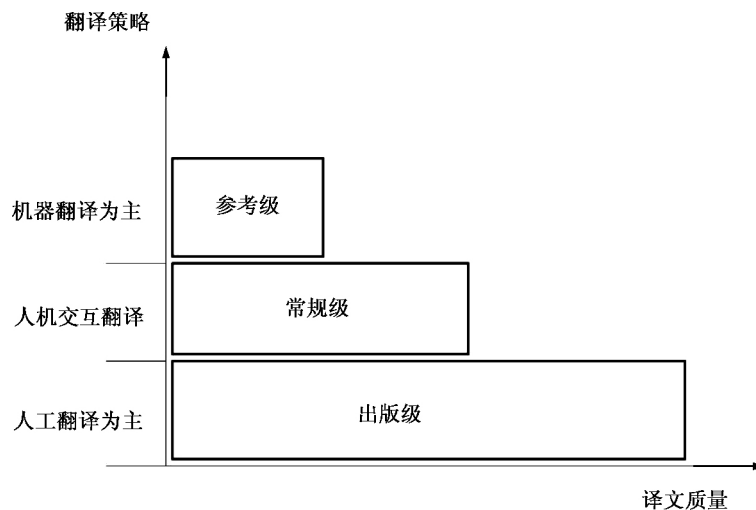 翻译策略
机器翻译为主
参考级
人机交互翻译
常规级
人工翻译为主
出版级
译文质量